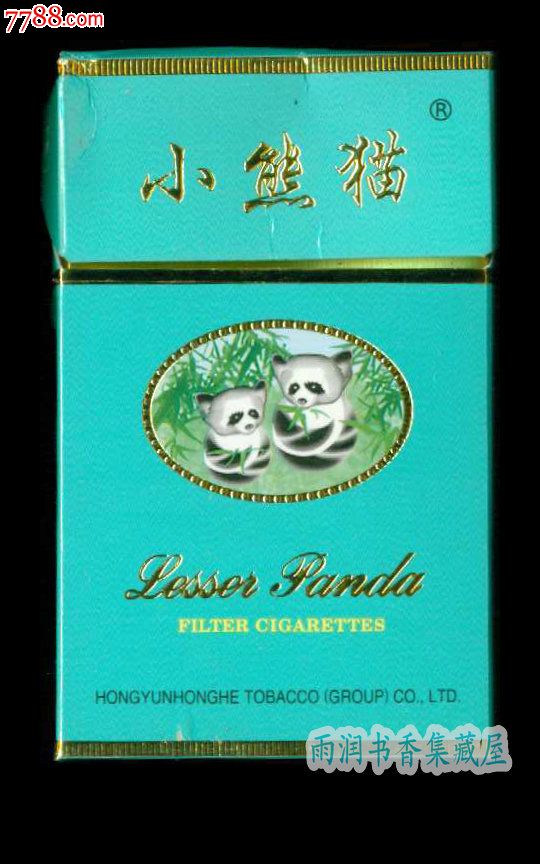 7788.com
®
小熊猫
Lesser Panda
FILTER CIGARETTES
HONGYUNHONGHE TOBACCO (GROUP) CO., LTD.
雨润书香集藏屋